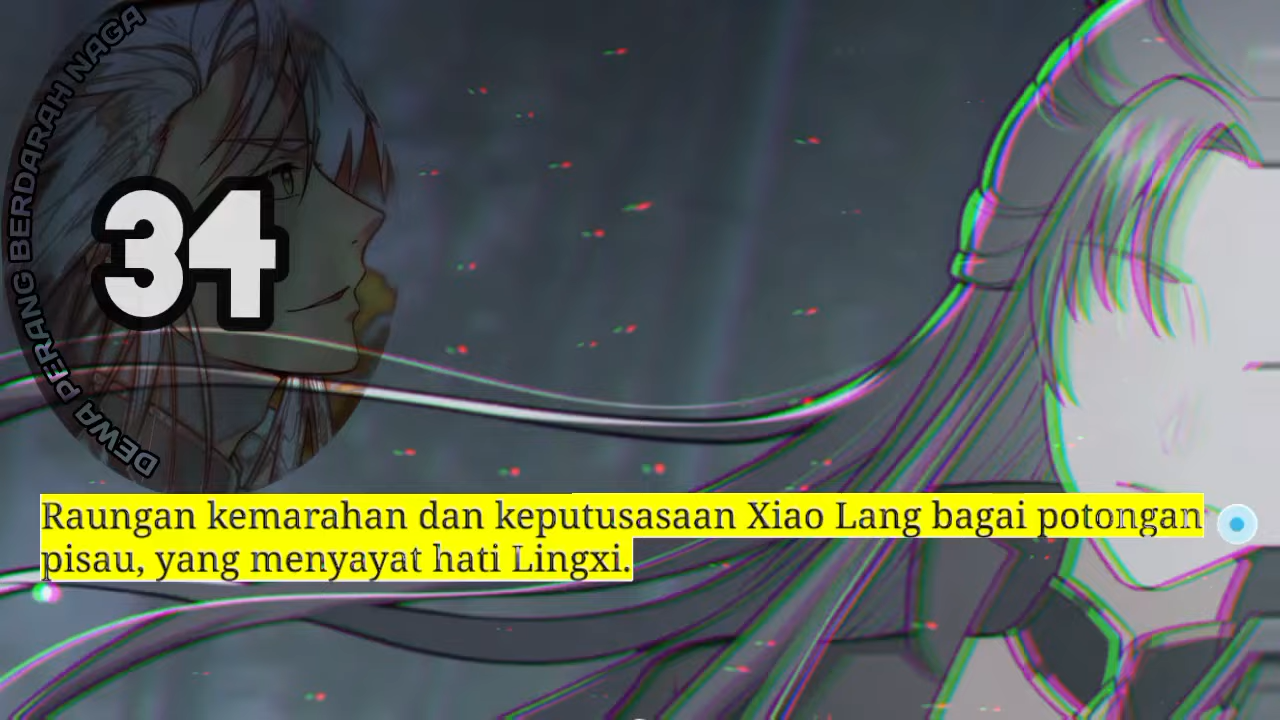 DEWA PERANG BERDARAH NAGA
34
Raungan kemarahan dan keputusasaan Xiao Lang bagai potongan
pisau, yang menyayat hati Lingxi.